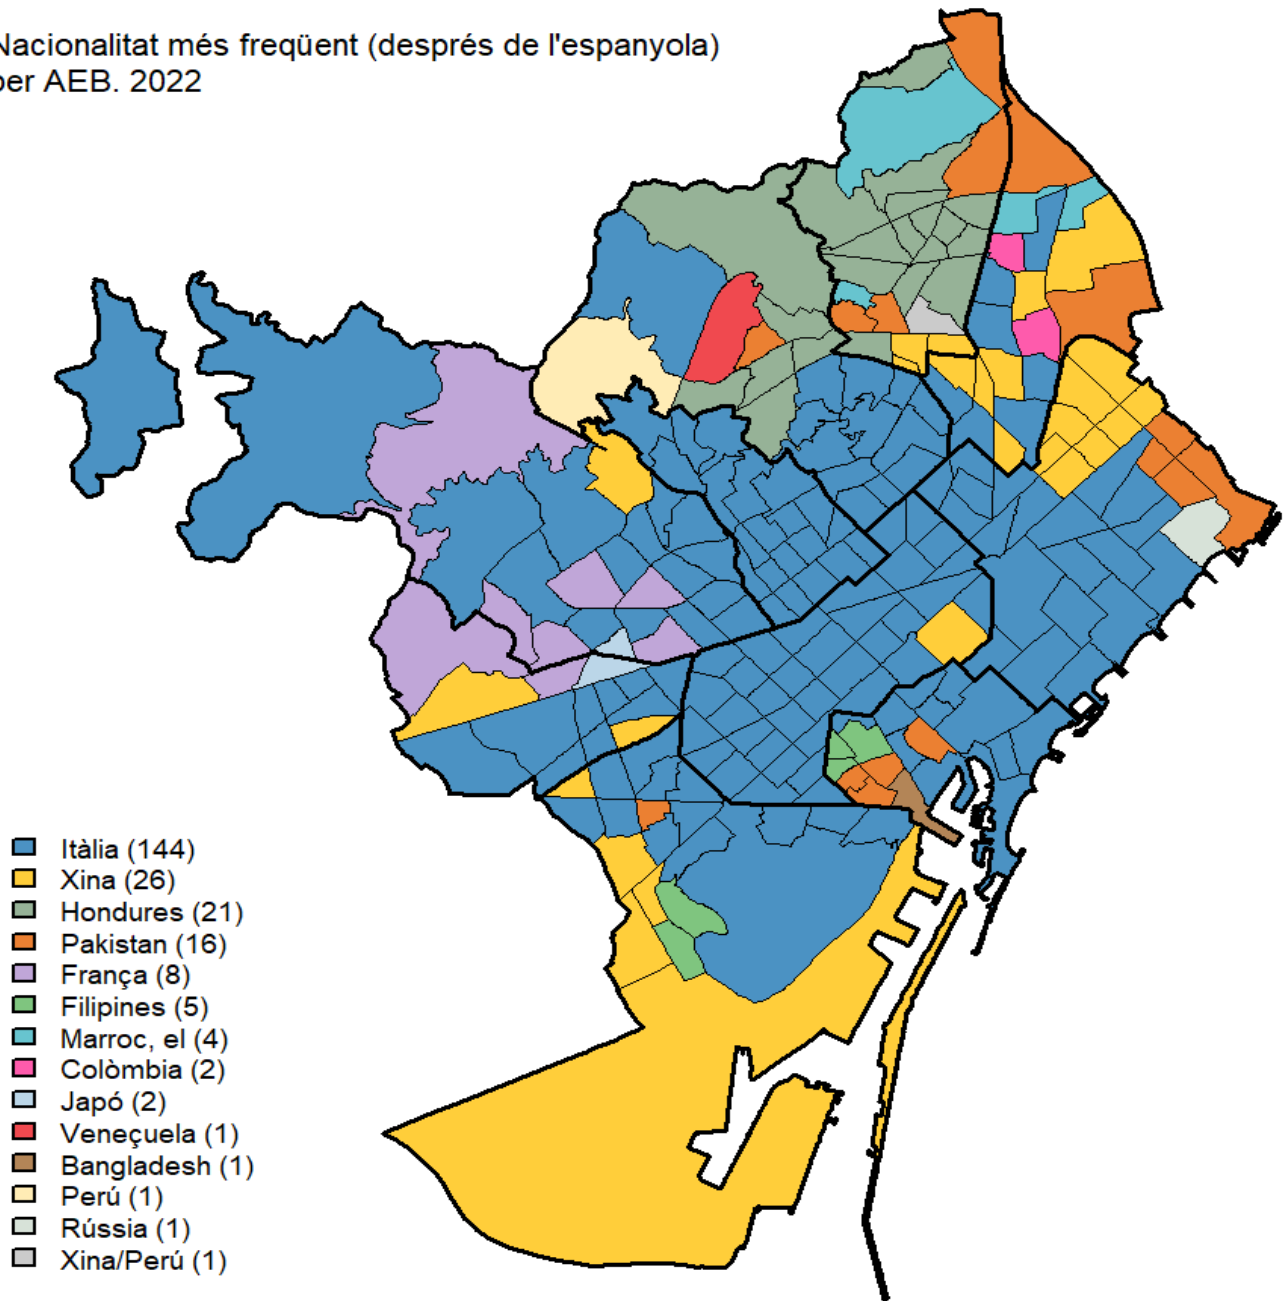 Nacionalitat més freqüent (després de l'espanyola)
per AEB. 2022
Itàlia (144)
Xina (26)
Hondures (21)
Pakistan (16)
França (8)
Filipines (5)
Marroc, el (4)
Colòmbia (2)
Japó (2)
Veneçuela (1)
Bangladesh (1)
Perú (1)
Rússia (1)
Xina/Perú (1)